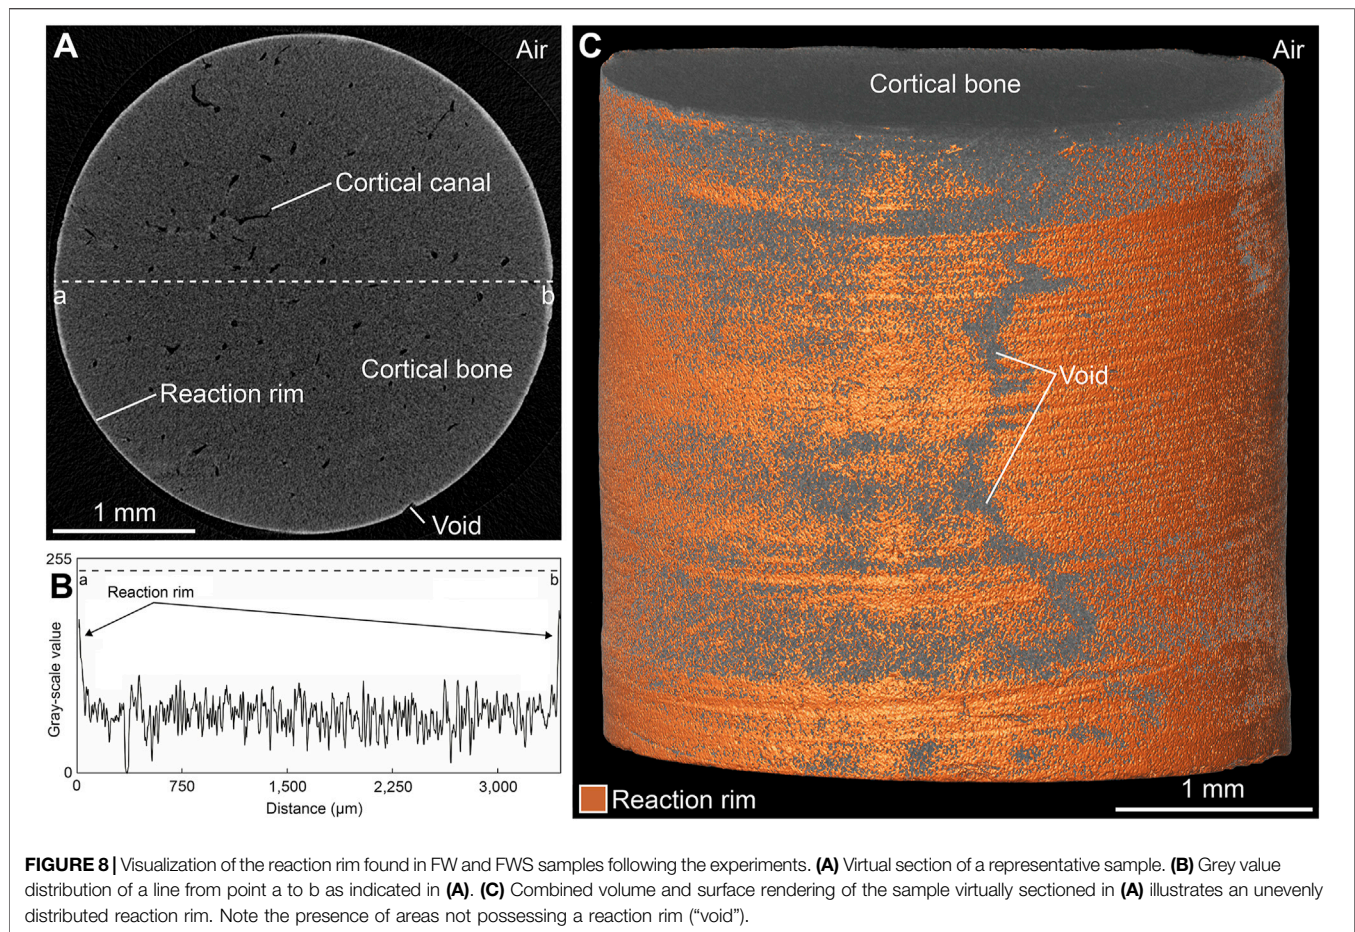 A
Air
Cortical canal
a
b
Cortical bone
Reaction rim
1 mm
Void
255
B
a
b
Reaction rim
Gray-scale value
0
0
750
1,500
2,250
3,000
Distance (µm)
C
Air
Cortical bone
Void
Reaction rim
1 mm
FIGURE 8 | Visualization of the reaction rim found in FW and FWS samples following the experiments. (A) Virtual section of a representative sample. (B) Grey value
distribution of a line from point a to b as indicated in (A). (C) Combined volume and surface rendering of the sample virtually sectioned in (A) illustrates an unevenly
distributed reaction rim. Note the presence of areas not possessing a reaction rim (“void”).